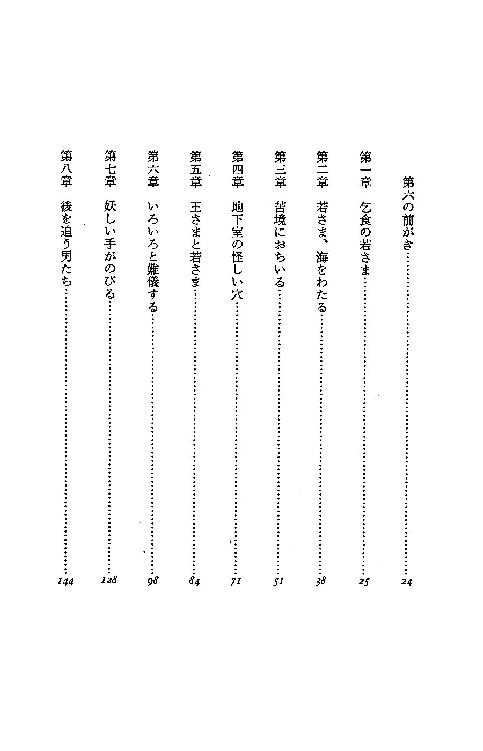 第六の前がき……24
第一章 乞食の若さま……25
第二章 若さま、海をわたる……38
第三章 苦境におちいる……51
第四章 地下室の怪しい穴……71
第五章 王さまと若さま……84
第六章 いろいろと難儀する……98
第七章 妖しい手がのびる……128
第八章 後を追う男たち……144